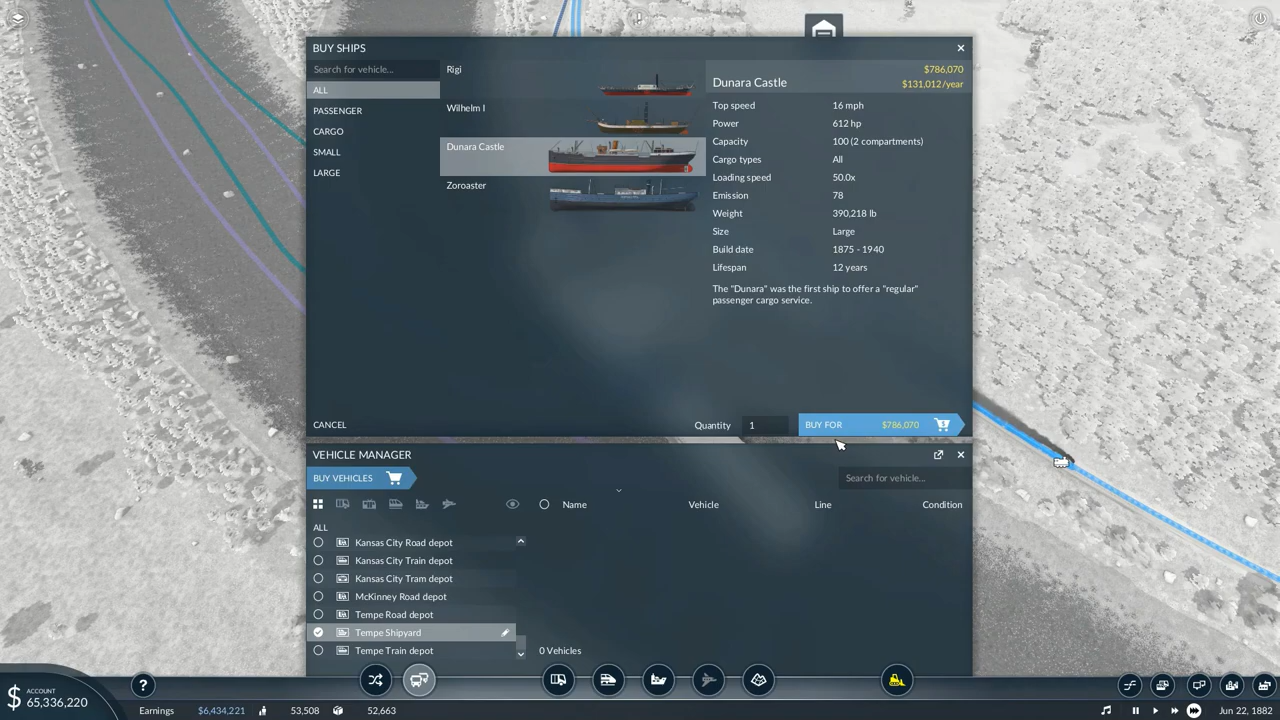 BUY SHIPS
Search for vehicle...
ALL
PASSENGER
CARGO
SMALL
LARGE
Rigi
Wilhelm I
Dunara Castle
Zoroaster
$786,070
Dunara Castle
$131,012/year
Top speed 16 mph
Power 612 hp
Capacity 100 (2 compartments)
Cargo types All
Loading speed 50.0x
Emission 78
Weight 390,218 lb
Size Large
Build date 1875 - 1940
Lifespan 12 years
The "Dunara" was the first ship to offer a "regular"
passenger cargo service.
CANCEL
Quantity 1
BUY FOR $786,070
VEHICLE MANAGER
BUY VEHICLES
Search for vehicle...
Name Vehicle Line Condition
ALL
Kansas City Road depot
Kansas City Train depot
Kansas City Tram depot
McKinney Road depot
Tempe Road depot
Tempe Shipyard
Tempe Train depot
0 Vehicles
$ ACCOUNT
65,336,220
?
Earnings $6,434,221 53,508 52,663
Jun 22, 1882